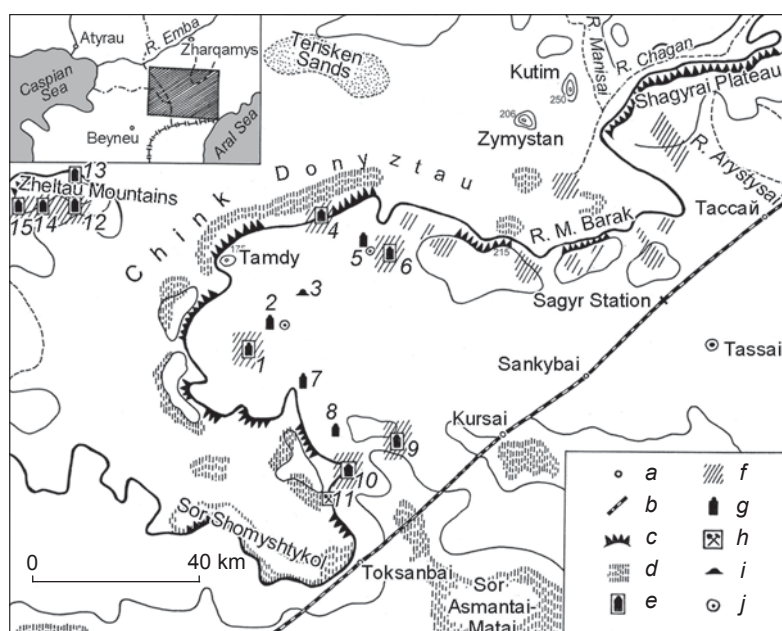 Atyrau
R. Emba
Zharqamys
Caspian
Sea
Beyneu
Aral Sea
Terisken
Sands
R. Manisai
R. Chagan
Kutim
250
Shagyrai Plateau
206
Zymystan
R. Arystysai
13
Zheltau Mountains
15 14 12
Chink Donyztau
4
R. M. Barak
Тассай
5 6
215
Tamdy
3
Sagyr Station
2
1
Tassai
Sankybai
7
8
Kursai
9
10
11
Sor Shomyshtykol
0 40 km
Toksanbai
Sor
Asmantai-
Matai
a f
b g
c h
d i
e j